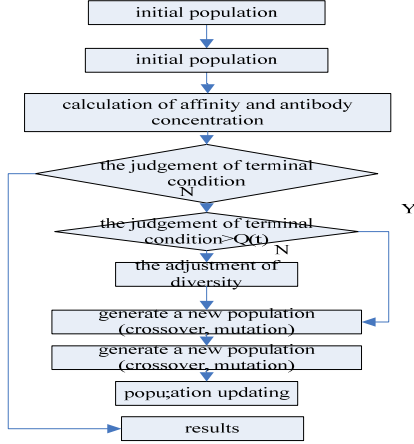 initial population
initial population
calculation of affinity and antibody
concentration
the judgement of terminal
condition
N
Y
the judgement of terminal
condition>Q(t)
N
the adjustment of
diversity
generate a new population
(crossover, mutation)
generate a new population
(crossover, mutation)
popu;ation updating
results